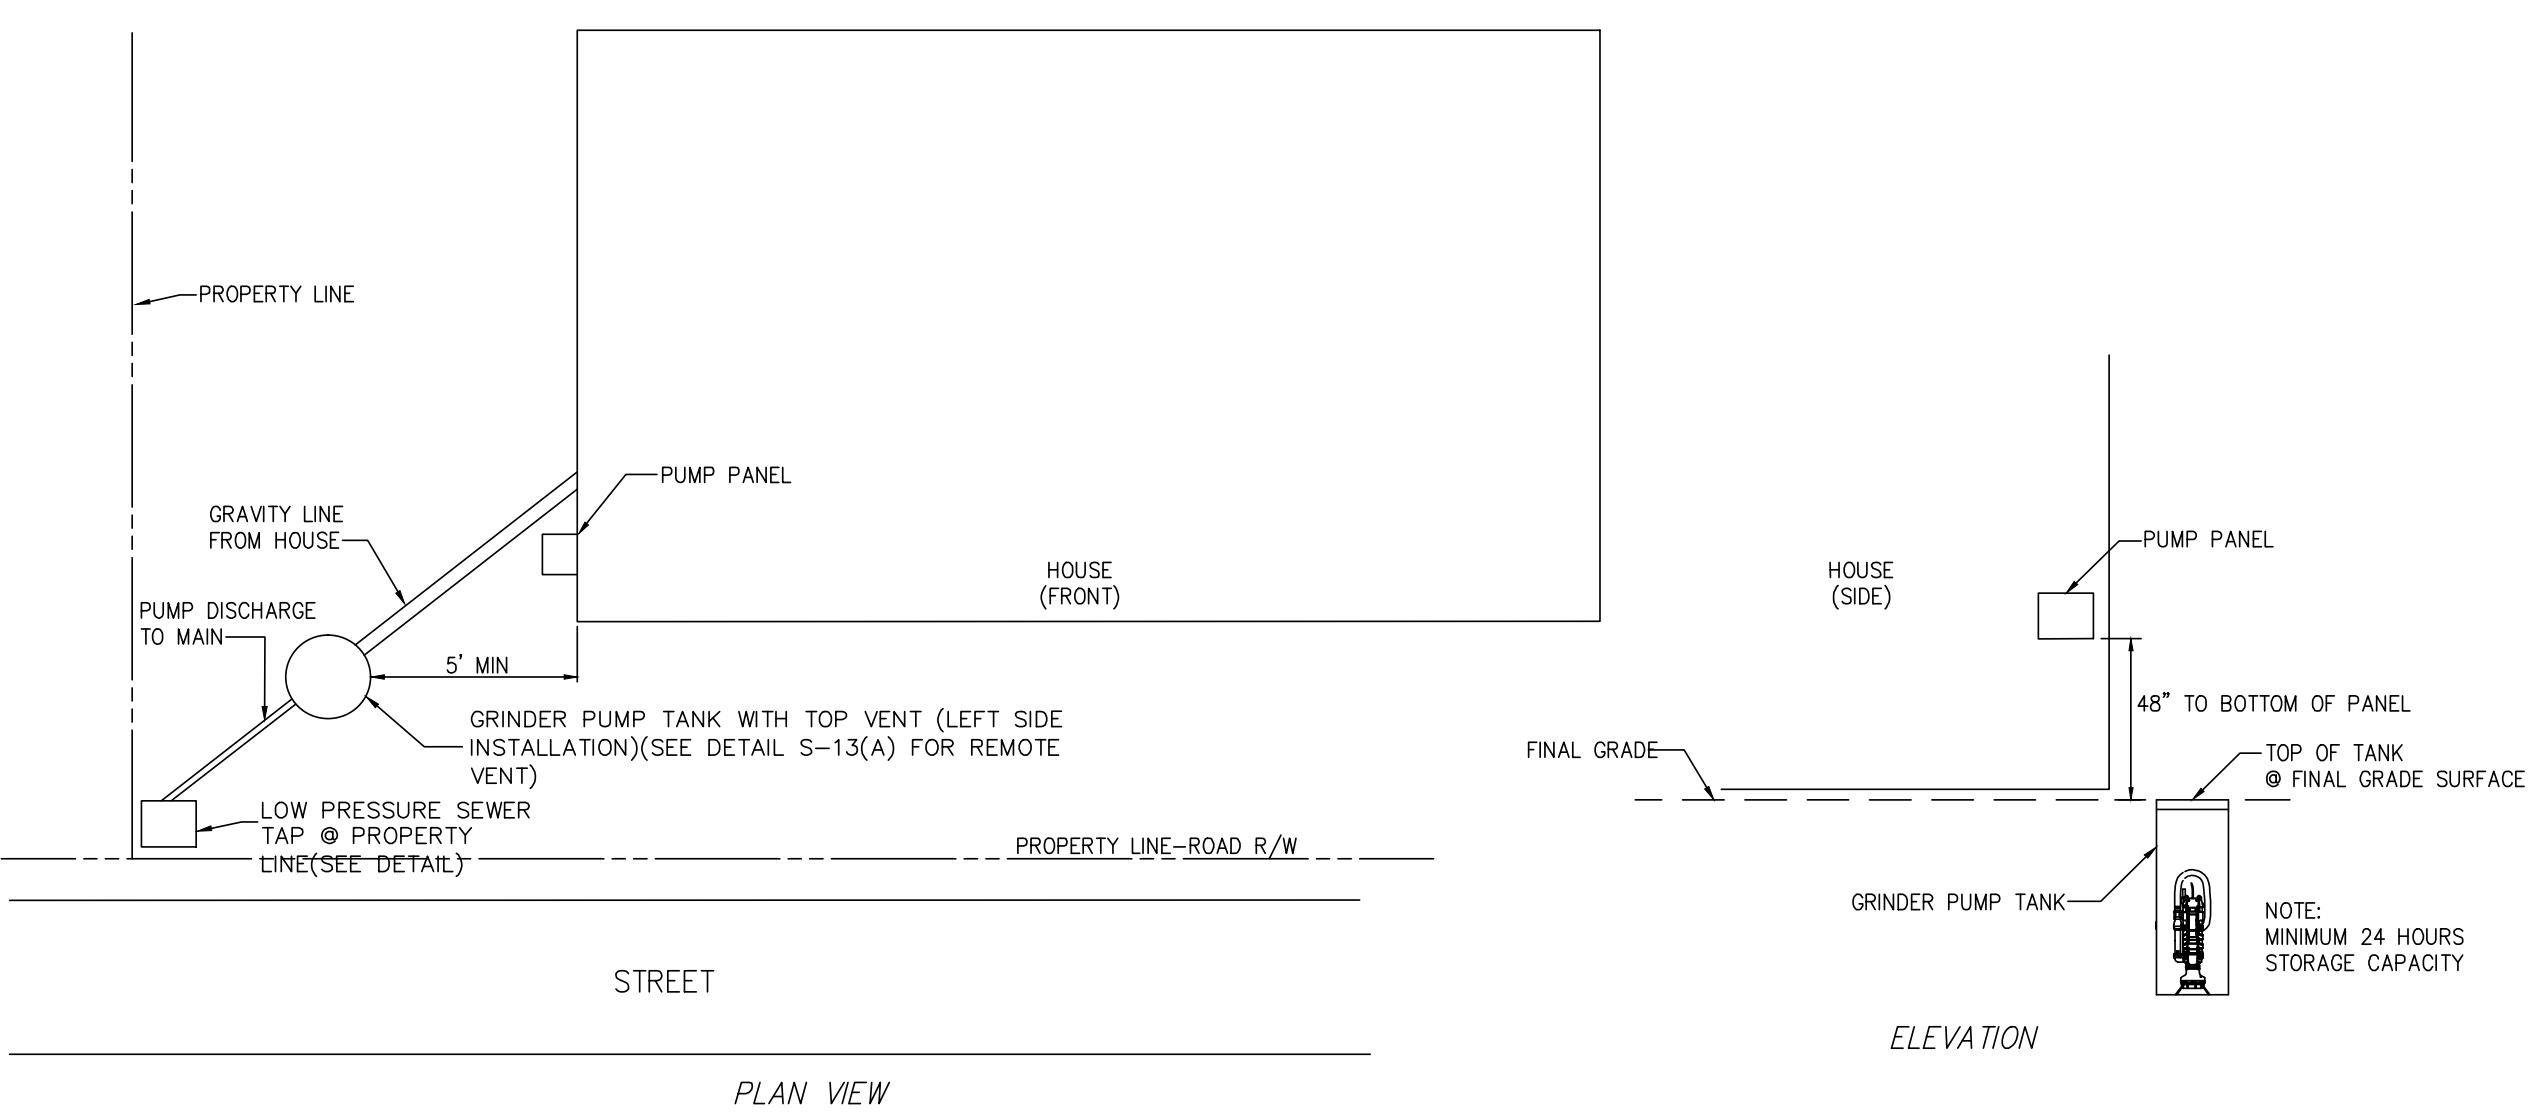 PROPERTY LINE
PUMP PANEL
GRAVITY LINE
FROM HOUSE
HOUSE
(FRONT)
PUMP DISCHARGE
TO MAIN
5' MIN
GRINDER PUMP TANK WITH TOP VENT (LEFT SIDE
INSTALLATION)(SEE DETAIL S-13(A) FOR REMOTE
VENT)
LOW PRESSURE SEWER
TAP @ PROPERTY
LINE(SEE DETAIL)
PROPERTY LINE-ROAD R/W
STREET
PLAN VIEW
HOUSE
(SIDE)
PUMP PANEL
48" TO BOTTOM OF PANEL
FINAL GRADE
TOP OF TANK
@ FINAL GRADE SURFACE
GRINDER PUMP TANK
NOTE:
MINIMUM 24 HOURS
STORAGE CAPACITY
ELEVATION